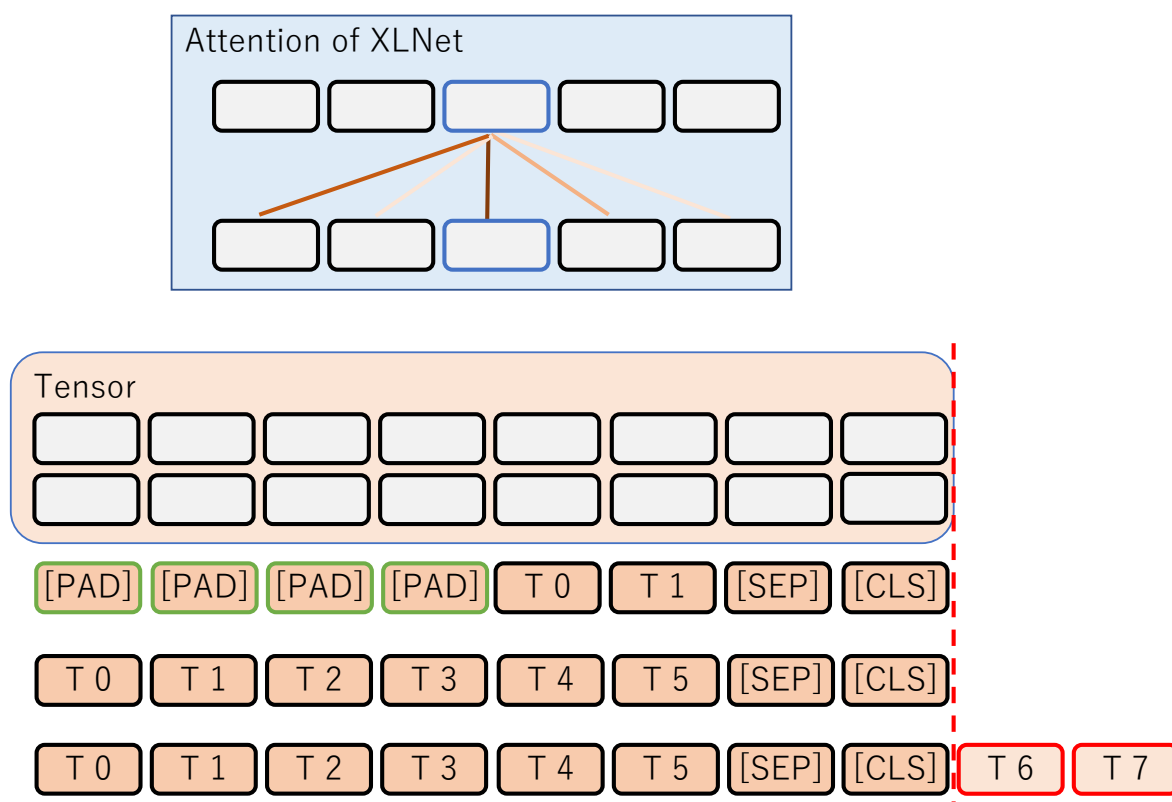 Attention of XLNet
Tensor
[PAD] [PAD] [PAD] [PAD] T 0 T 1 [SEP] [CLS]
T 0 T 1 T 2 T 3 T 4 T 5 [SEP] [CLS]
T 0 T 1 T 2 T 3 T 4 T 5 [SEP] [CLS] T 6 T 7